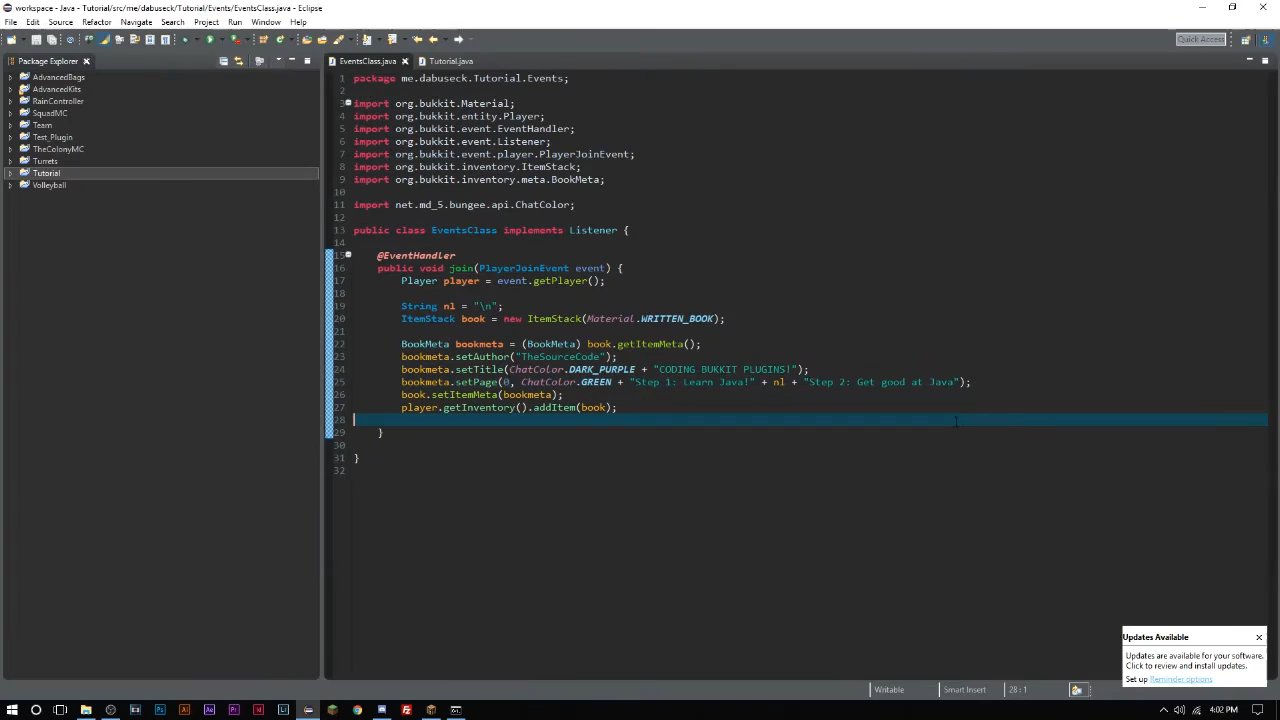 workspace - Java - Tutorial/src/me/dabuseck/Tutorial/Events/EventsClass.java - Eclipse
File Edit Source Refactor Navigate Search Project Run Window Help
Quick Access
Package Explorer
EventsClass.java Tutorial.java
AdvancedBags
AdvancedKits
RainController
SquadMC
Team
Test_Plugin
TheColonyMC
Turrets
Tutorial
Volleyball
1 package me.dabuseck.Tutorial.Events;
2
3 import org.bukkit.Material;
4 import org.bukkit.entity.Player;
5 import org.bukkit.event.EventHandler;
6 import org.bukkit.event.Listener;
7 import org.bukkit.event.player.PlayerJoinEvent;
8 import org.bukkit.inventory.ItemStack;
9 import org.bukkit.inventory.meta.BookMeta;
10
11 import net.md_5.bungee.api.ChatColor;
12
13 public class EventsClass implements Listener {
14
15 @EventHandler
16 public void join(PlayerJoinEvent event) {
17 Player player = event.getPlayer();
18
19 String nl = "\n";
20 ItemStack book = new ItemStack(Material.WRITTEN_BOOK);
21
22 BookMeta bookmeta = (BookMeta) book.getItemMeta();
23 bookmeta.setAuthor("TheSourceCode");
24 bookmeta.setTitle(ChatColor.DARK_PURPLE + "CODING BUKKIT PLUGINS!");
25 bookmeta.setPage(0, ChatColor.GREEN + "Step 1: Learn Java!" + nl + "Step 2: Get good at Java");
26 book.setItemMeta(bookmeta);
27 player.getInventory().addItem(book);
28
29 }
30
31 }
32
Updates Available
Updates are available for your software.
Click to review and install updates.
Set up Reminder options
Writable Smart Insert 28 : 1
4:02 PM